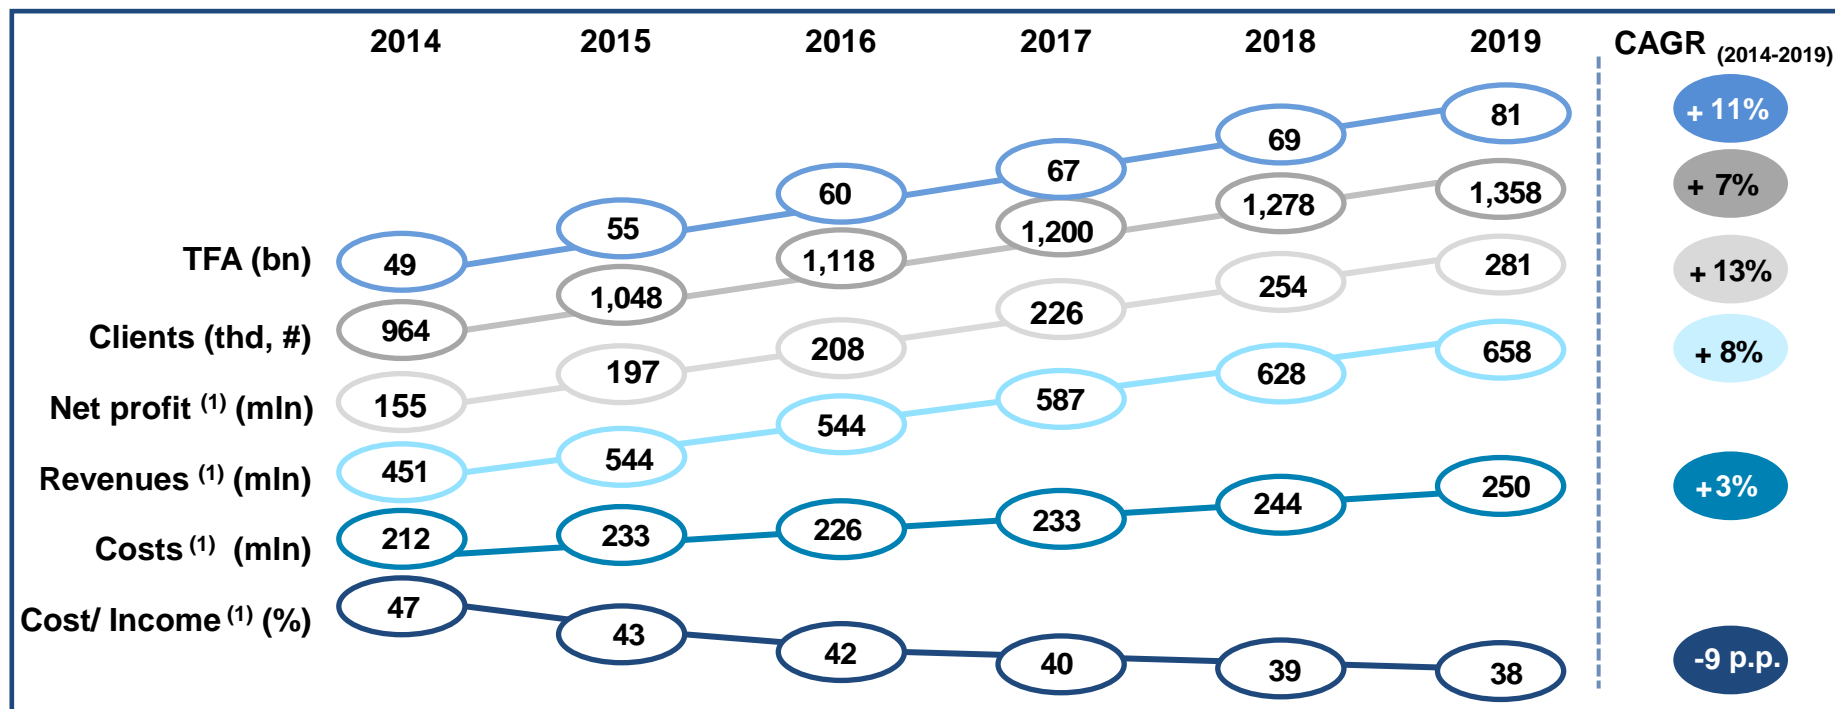 2014 2015 2016 2017 2018 2019 CAGR (2014-2019)
TFA (bn) 49 55 60 67 69 81 + 11%
Clients (thd, #) 964 1,048 1,118 1,200 1,278 1,358 + 7%
Net profit (1) (mln) 155 197 208 226 254 281 + 13%
Revenues (1) (mln) 451 544 544 587 628 658 + 8%
Costs (1) (mln) 212 233 226 233 244 250 +3%
Cost/ Income (1) (%) 47 43 42 40 39 38 -9 p.p.